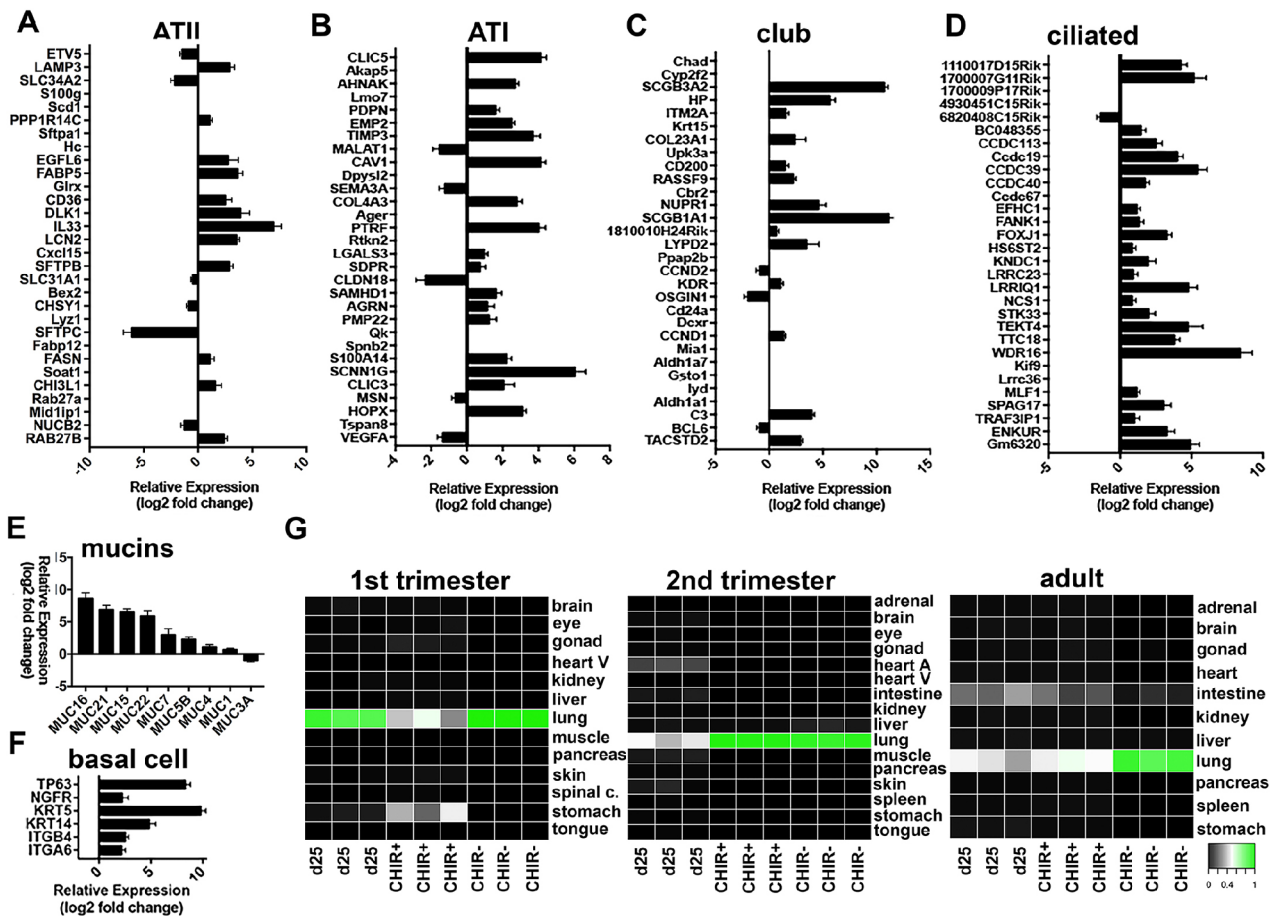 A
ATII
ETV5
LAMP3
SLC34A2
S100g
Scd1
PPP1R14C
Sftpa1
Hc
EGFL6
FABP5
Glrx
CD36
DLK1
IL33
LCN2
Cxcl15
SFTPB
SLC31A1
Bex2
CHSY1
Lyz1
SFTPC
Fabp12
FASN
Soat1
CHI3L1
Rab27a
Mid1ip1
NUCB2
RAB27B
-10 -5 0 5 10
Relative Expression
(log2 fold change)
B
ATI
CLIC5
Akap5
AHNAK
Lmo7
PDPN
EMP2
TIMP3
MALAT1
CAV1
Dpysl2
SEMA3A
COL4A3
Ager
PTRF
Rtkn2
LGALS3
SDPR
CLDN18
SAMHD1
AGRN
PMP22
Qk
Spnb2
S100A14
SCNN1G
CLIC3
MSN
HOPX
Tspan8
VEGFA
-4 -2 0 2 4 6 8
Relative Expression
(log2 fold change)
C
club
Chad
Cyp2f2
SCGB3A2
HP
ITM2A
Krt15
COL23A1
Upk3a
CD200
RASSF9
Cbr2
NUPR1
SCGB1A1
1810010H24Rik
LYPD2
Ppap2b
CCND2
KDR
OSGIN1
Cd24a
Dcxr
CCND1
Mia1
Aldh1a7
Gsto1
Iyd
Aldh1a1
C3
BCL6
TACSTD2
-5 0 5 10 15
Relative Expression
(log2 fold change)
D
ciliated
1110017D15Rik
1700007G11Rik
1700009P17Rik
4930451C15Rik
6820408C15Rik
BC048355
CCDC113
Ccdc19
CCDC39
CCDC40
Ccdc67
EFHC1
FANK1
FOXJ1
HS6ST2
KNDC1
LRRC23
LRRIQ1
NCS1
STK33
TEKT4
TTC18
WDR16
Kif9
Lrrc36
MLF1
SPAG17
TRAF3IP1
ENKUR
Gm6320
-5 0 5 10
Relative Expression
(log2 fold change)
E
mucins
Relative Expression
(log2 fold change)
15
10
5
0
-5
MUC16 MUC21 MUC15 MUC22 MUC7 MUC5B MUC4 MUC1 MUC3A
F
basal cell
TP63
NGFR
KRT5
KRT14
ITGB4
ITGA6
0 5 10
Relative Expression
(log2 fold change)
G
1st trimester
brain
eye
gonad
heart V
kidney
liver
lung
muscle
pancreas
skin
spinal c.
stomach
tongue
d25 d25 d25 CHIR+ CHIR+ CHIR+ CHIR- CHIR- CHIR-
2nd trimester
adrenal
brain
eye
gonad
heart A
heart V
intestine
kidney
liver
lung
muscle
pancreas
skin
spleen
stomach
tongue
d25 d25 d25 CHIR+ CHIR+ CHIR+ CHIR- CHIR- CHIR-
adult
adrenal
brain
gonad
heart
intestine
kidney
liver
lung
pancreas
spleen
stomach
d25 d25 d25 CHIR+ CHIR+ CHIR+ CHIR- CHIR- CHIR-
0 0.4 1